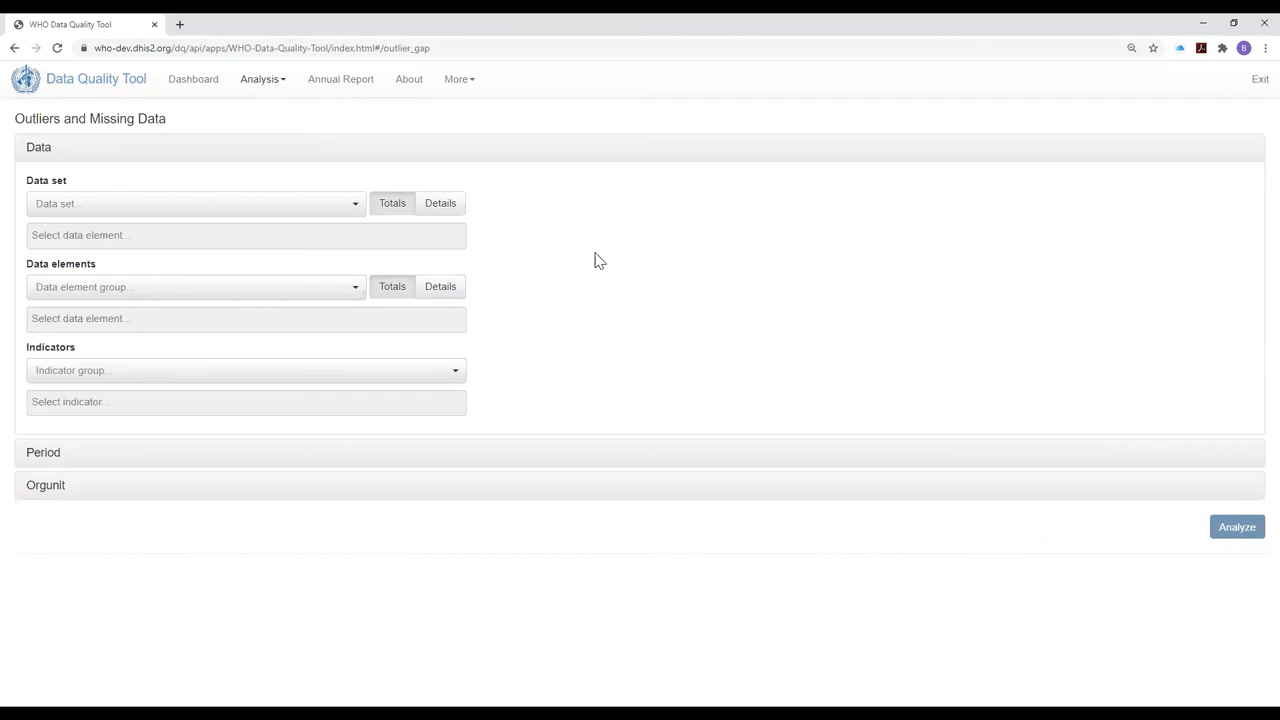 WHO Data Quality Tool
who-dev.dhis2.org/dq/api/apps/WHO-Data-Quality-Tool/index.html#/outlier_gap
B
Data Quality Tool Dashboard Analysis Annual Report About More Exit
Outliers and Missing Data
Data
Data set
Data set... Totals Details
Select data element...
Data elements
Data element group... Totals Details
Select data element...
Indicators
Indicator group...
Select indicator...
Period
Orgunit
Analyze